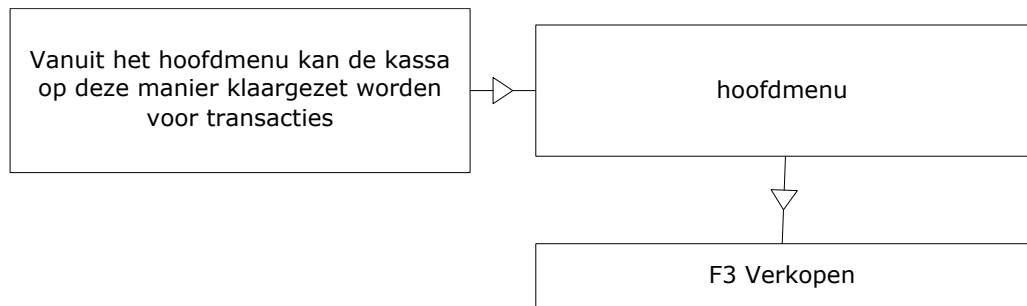 Vanuit het hoofdmenu kan de kassa
op deze manier klaargezet worden
voor transacties
hoofdmenu
F3 Verkopen